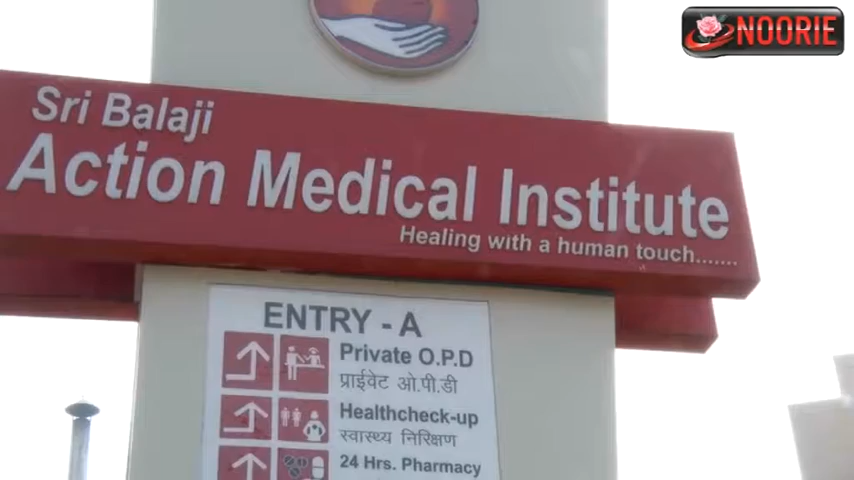 NOORIE
Sri Balaji
Action Medical Institute
Healing with a human touch.......
ENTRY - A
Private O.P.D
प्राईवेट ओ.पी.डी
Healthcheck-up
स्वास्थ्य निरिक्षण
24 Hrs. Pharmacy